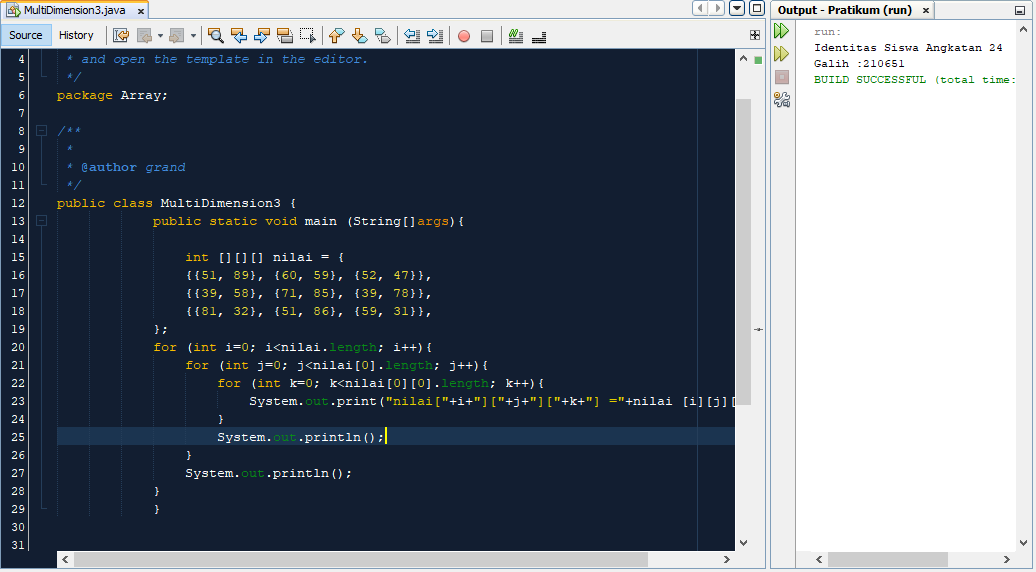 MultiDimension3.java
Source History
4 * and open the template in the editor.
5 */
6 package Array;
7
8 /**
9 *
10 * @author grand
11 */
12 public class MultiDimension3 {
13 public static void main (String[]args){
14
15 int [][][] nilai = {
16 {{51, 89}, {60, 59}, {52, 47}},
17 {{39, 58}, {71, 85}, {39, 78}},
18 {{81, 32}, {51, 86}, {59, 31}},
19 };
20 for (int i=0; i<nilai.length; i++){
21 for (int j=0; j<nilai[0].length; j++){
22 for (int k=0; k<nilai[0][0].length; k++){
23 System.out.print("nilai["+i+"]["+j+"]["+k+"] ="+nilai [i][j][
24 }
25 System.out.println();
26 }
27 System.out.println();
28 }
29 }
30
31
Output - Pratikum (run)
run:
Identitas Siswa Angkatan 24
Galih :210651
BUILD SUCCESSFUL (total time: